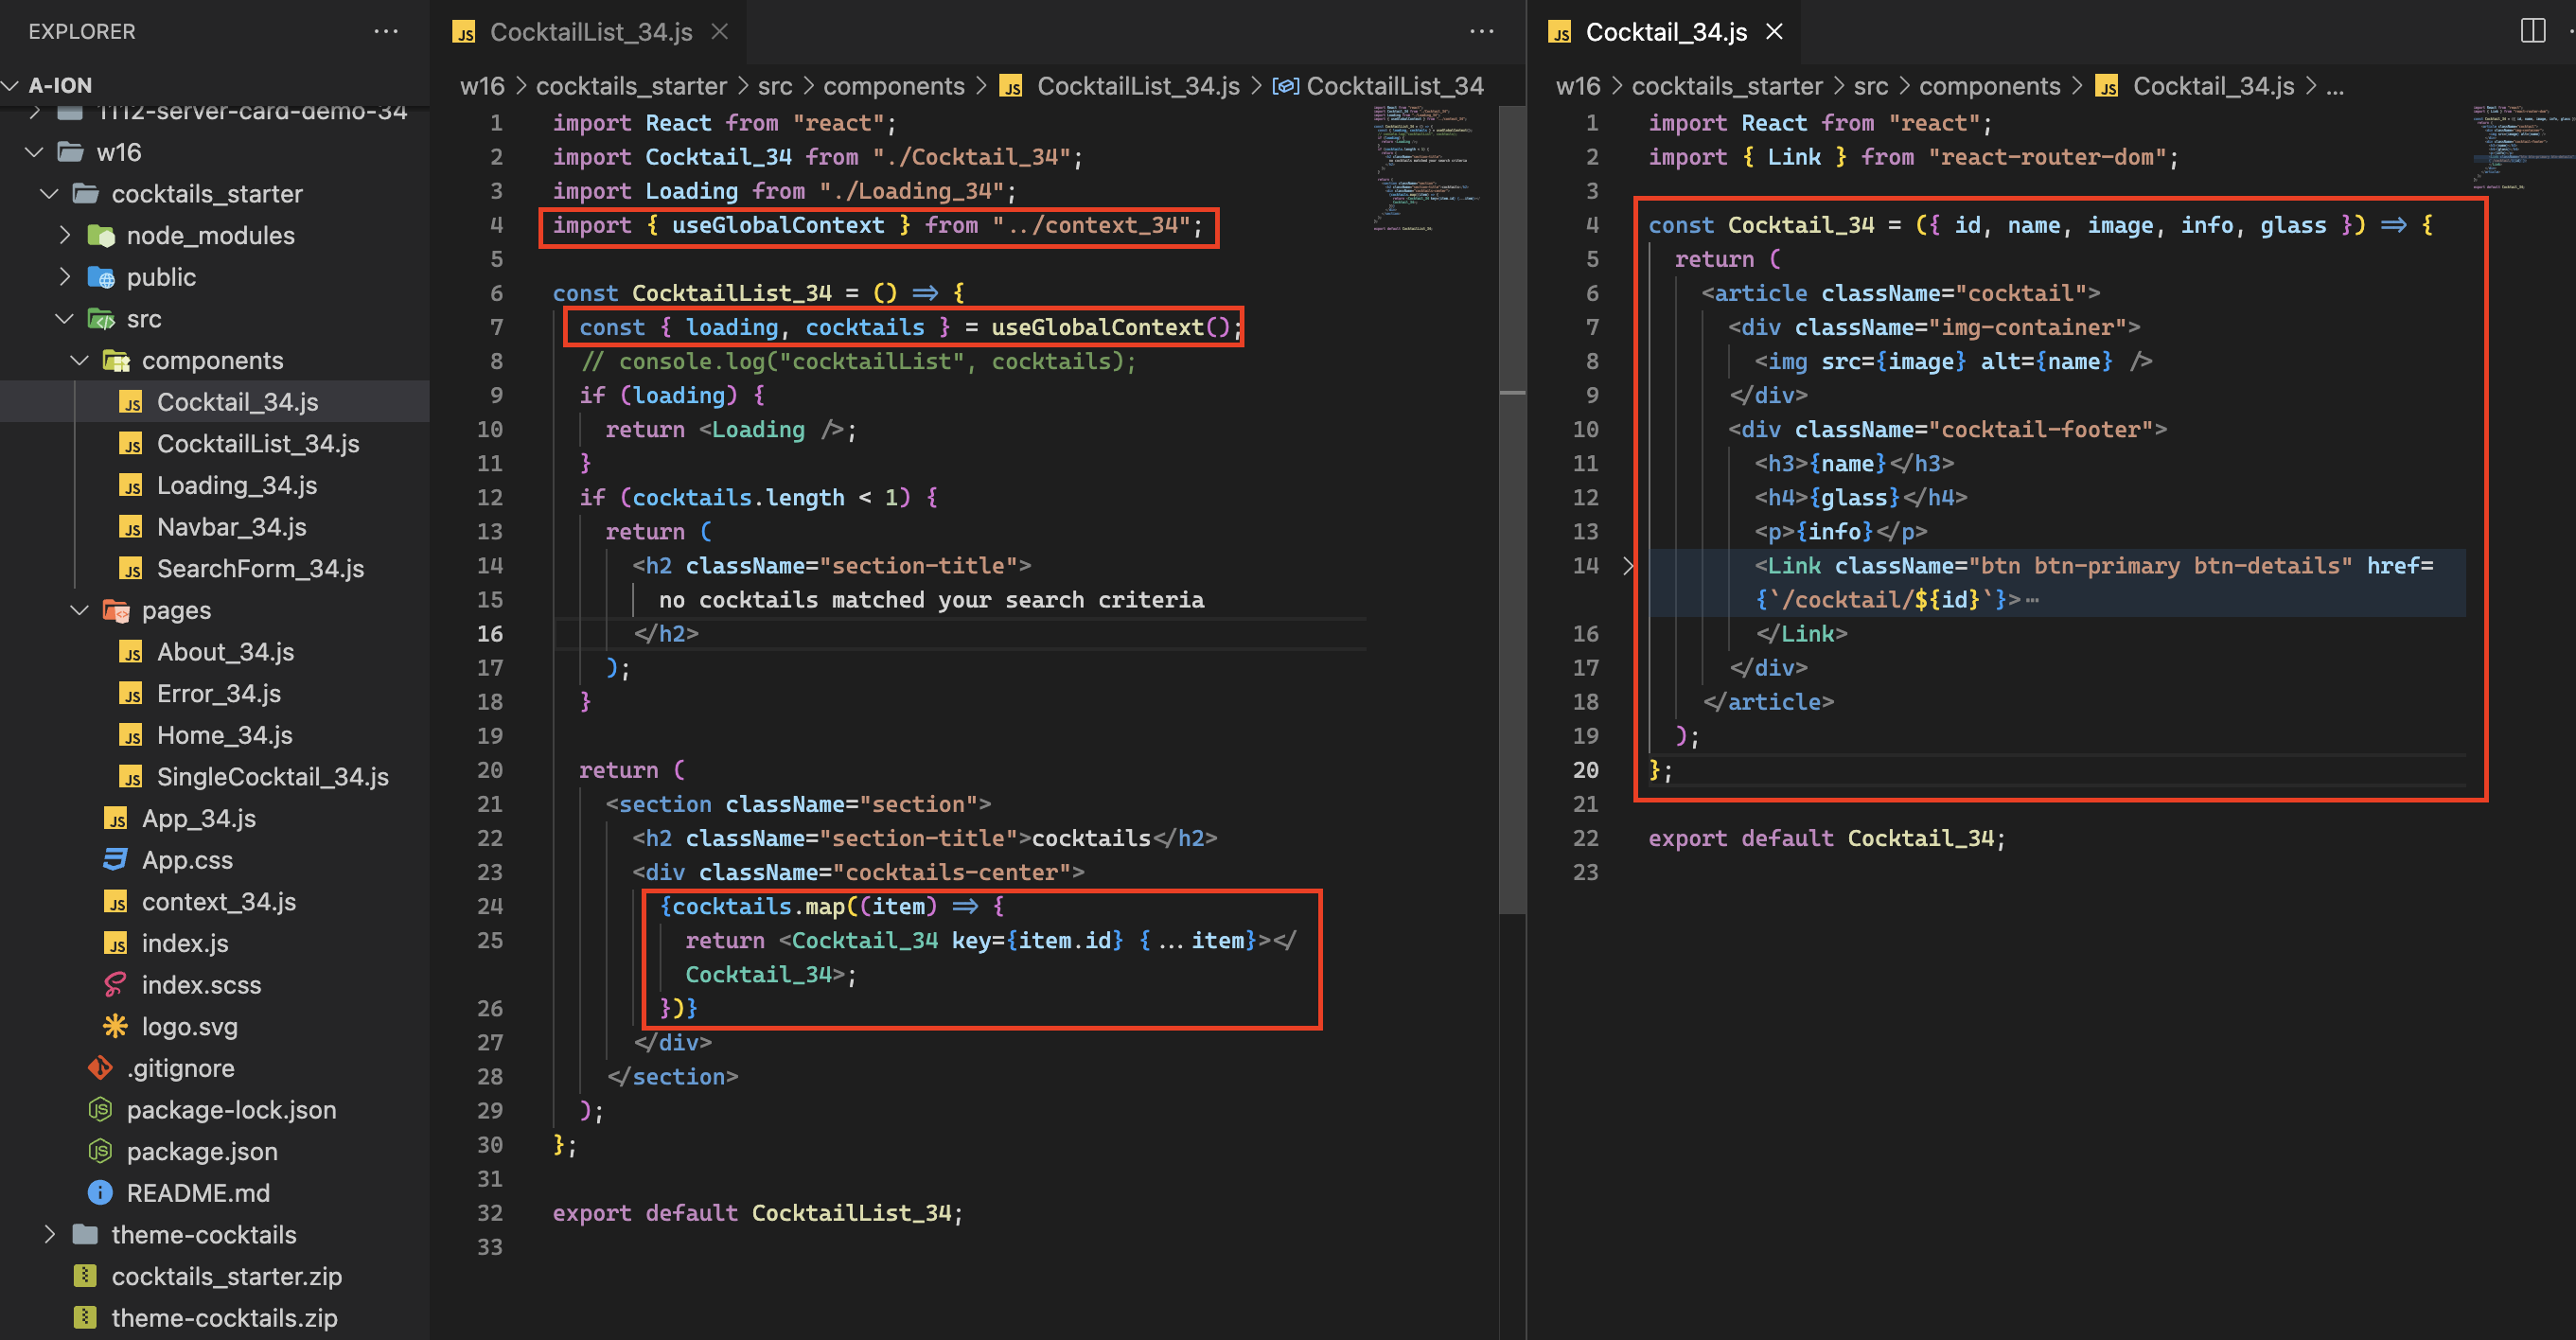 EXPLORER
A-ION
1112-server-card-demo-34
w16
cocktails_starter
node_modules
public
src
components
Cocktail_34.js
CocktailList_34.js
Loading_34.js
Navbar_34.js
SearchForm_34.js
pages
About_34.js
Error_34.js
Home_34.js
SingleCocktail_34.js
App_34.js
App.css
context_34.js
index.js
index.scss
logo.svg
.gitignore
package-lock.json
package.json
README.md
theme-cocktails
cocktails_starter.zip
theme-cocktails.zip
JS CocktailList_34.js
w16 > cocktails_starter > src > components > JS CocktailList_34.js > CocktailList_34
1 import React from "react";
2 import Cocktail_34 from "./Cocktail_34";
3 import Loading from "./Loading_34";
4 import { useGlobalContext } from "../context_34";
5
6 const CocktailList_34 = () => {
7 const { loading, cocktails } = useGlobalContext();
8 // console.log("cocktailList", cocktails);
9 if (loading) {
10 return <Loading />;
11 }
12 if (cocktails.length < 1) {
13 return (
14 <h2 className="section-title">
15 no cocktails matched your search criteria
16 </h2>
17 );
18 }
19
20 return (
21 <section className="section">
22 <h2 className="section-title">cocktails</h2>
23 <div className="cocktails-center">
24 {cocktails.map((item) => {
25 return <Cocktail_34 key={item.id} {...item}></
Cocktail_34>;
26 })}
27 </div>
28 </section>
29 );
30 };
31
32 export default CocktailList_34;
33
JS Cocktail_34.js
w16 > cocktails_starter > src > components > JS Cocktail_34.js > ...
1 import React from "react";
2 import { Link } from "react-router-dom";
3
4 const Cocktail_34 = ({ id, name, image, info, glass }) => {
5 return (
6 <article className="cocktail">
7 <div className="img-container">
8 <img src={image} alt={name} />
9 </div>
10 <div className="cocktail-footer">
11 <h3>{name}</h3>
12 <h4>{glass}</h4>
13 <p>{info}</p>
14 <Link className="btn btn-primary btn-details" href=
{`/cocktail/${id}`}>⋯
16 </Link>
17 </div>
18 </article>
19 );
20 };
21
22 export default Cocktail_34;
23